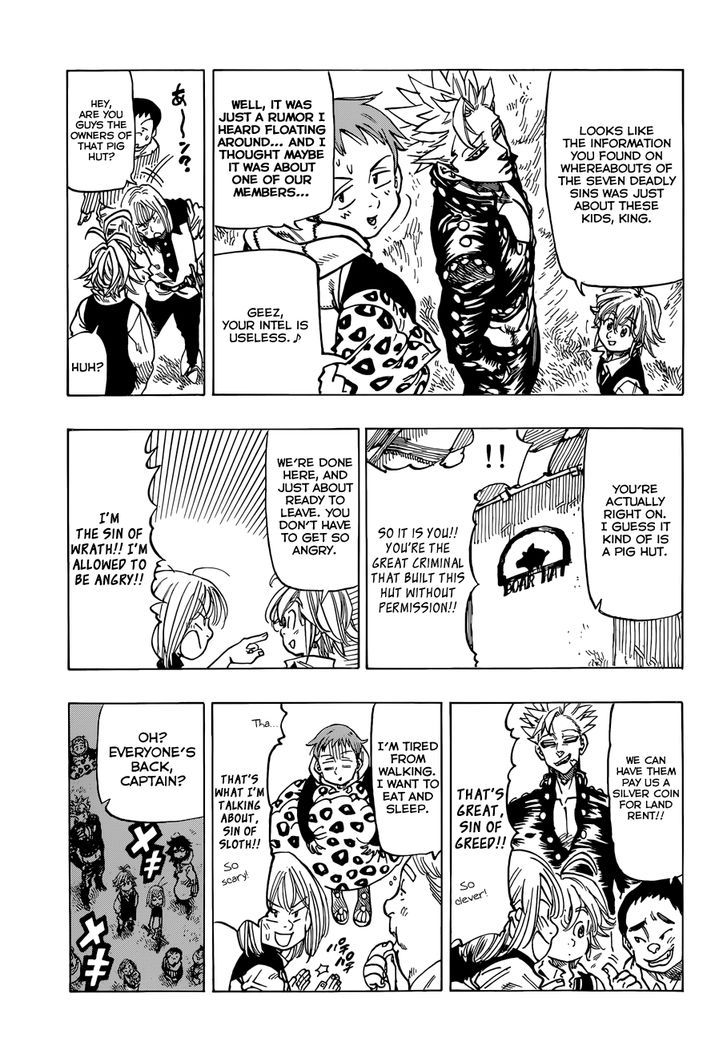 LOOKS LIKE
THE INFORMATION
YOU FOUND ON
WHEREABOUTS OF
THE SEVEN DEADLY
SINS WAS JUST
ABOUT THESE
KIDS, KING.
WELL, IT WAS
JUST A RUMOR I
HEARD FLOATING
AROUND... AND I
THOUGHT MAYBE
IT WAS ABOUT
ONE OF OUR
MEMBERS...
GEEZ,
YOUR INTEL IS
USELESS.♪
あ〜ン?
HEY,
ARE YOU
GUYS THE
OWNERS OF
THAT PIG
HUT?
HUH?
YOU'RE
ACTUALLY
RIGHT ON.
I GUESS IT
KIND OF IS A
PIG HUT.
!!
BOAR HAT
SO IT IS YOU!!
YOU'RE THE
GREAT CRIMINAL
THAT BUILT THIS
HUT WITHOUT
PERMISSION!!
WE'RE DONE
HERE, AND
JUST ABOUT
READY TO
LEAVE. YOU
DON'T HAVE
TO GET SO
ANGRY.
I'M
THE SIN OF
WRATH!! I'M
ALLOWED TO
BE ANGRY!!
WE CAN
HAVE THEM
PAY US A
SILVER COIN
FOR LAND
RENT!!
THAT'S
GREAT,
SIN OF
GREED!!
So
clever!
I'M TIRED
FROM
WALKING.
I WANT TO
EAT AND
SLEEP.
Tha...
THAT'S
WHAT I'M
TALKING
ABOUT,
SIN OF
SLOTH!!
So
scary!
パチパチ
OH?
EVERYONE'S
BACK,
CAPTAIN?
××キ
××キ